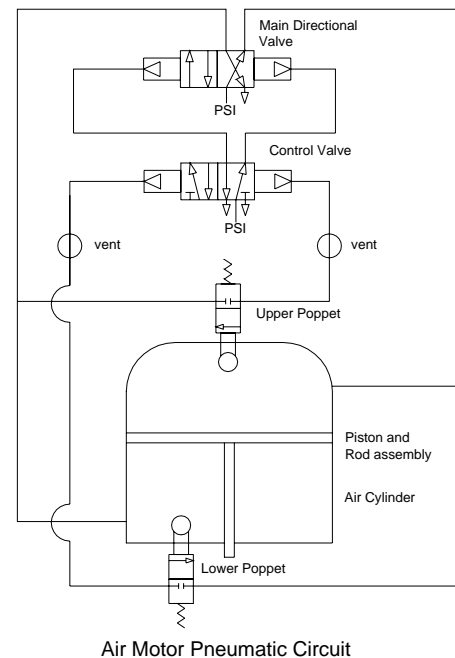 Main Directional
Valve
PSI
Control Valve
PSI
vent
vent
Upper Poppet
Piston and
Rod assembly
Air Cylinder
Lower Poppet
Air Motor Pneumatic Circuit